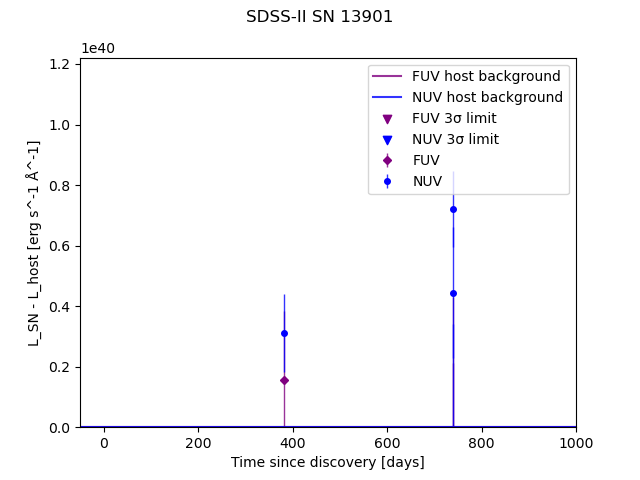 SDSS-II SN 13901
1e40
1.2
1.0
0.8
0.6
0.4
0.2
0.0
L_SN - L_host [erg s^-1 Å^-1]
FUV host background
NUV host background
FUV 3σ limit
NUV 3σ limit
FUV
NUV
0 200 400 600 800 1000
Time since discovery [days]